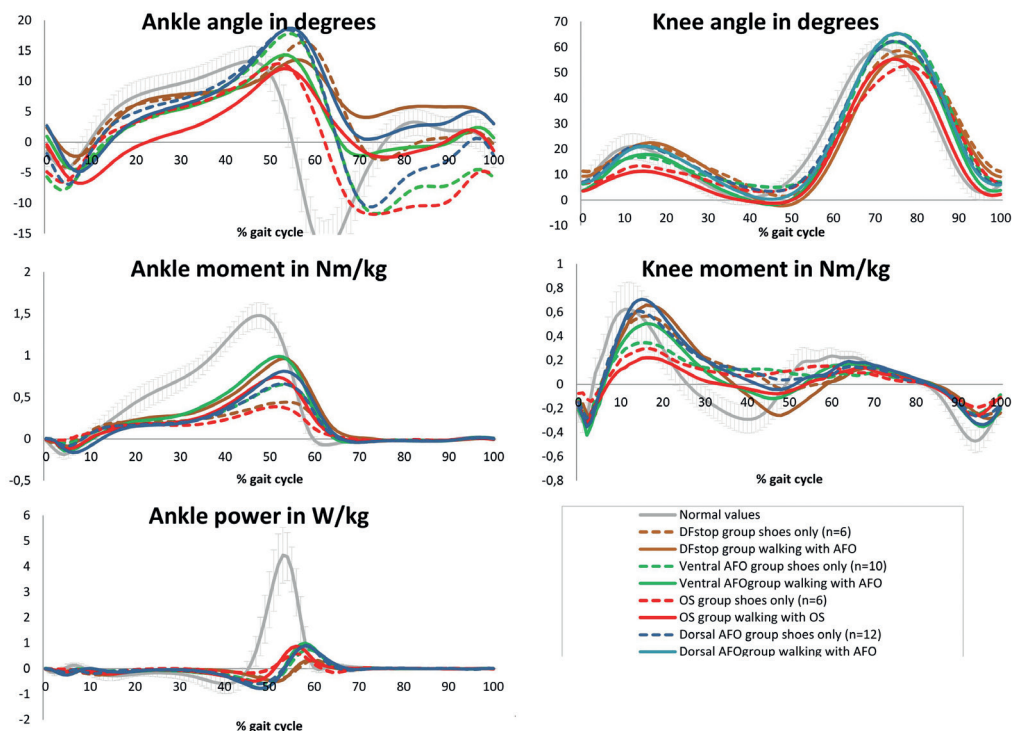 Ankle angle in degrees
20
15
10
5
0
-5
-10
-15
0 10 20 30 40 50 60 70 80 90 100
% gait cycle
Knee angle in degrees
70
60
50
40
30
20
10
0
-10
0 10 20 30 40 50 60 70 80 90 100
% gait cycle
Ankle moment in Nm/kg
2
1,5
1
0,5
0
-0,5
0 10 20 30 40 50 60 70 80 90 100
% gait cycle
Knee moment in Nm/kg
1
0,8
0,6
0,4
0,2
0
-0,2
-0,4
-0,6
-0,8
0 10 20 30 40 50 60 70 80 90 100
% gait cycle
Ankle power in W/kg
6
5
4
3
2
1
0
-1
-2
0 10 20 30 40 50 60 70 80 90 100
% gait cycle
Normal values
DFstop group shoes only (n=6)
DFstop group walking with AFO
Ventral AFO group shoes only (n=10)
Ventral AFOgroup walking with AFO
OS group shoes only (n=6)
OS group walking with OS
Dorsal AFO group shoes only (n=12)
Dorsal AFOgroup walking with AFO